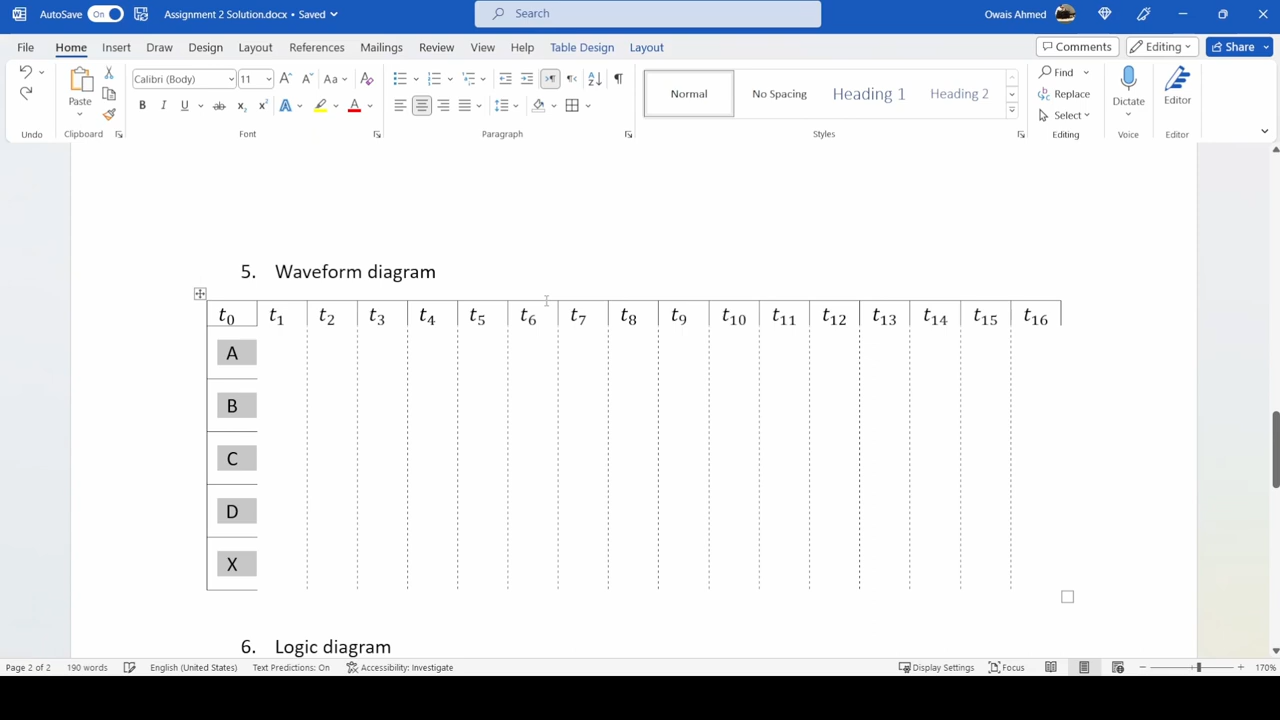 AutoSave On Assignment 2 Solution.docx • Saved Search Owais Ahmed
File Home Insert Draw Design Layout References Mailings Review View Help Table Design Layout Comments Editing Share
Paste Calibri (Body) 11 A A Aa A Normal No Spacing Heading 1 Heading 2 Find Replace Select Dictate Editor
B I U ab x₂ x² A A
Undo Clipboard Font Paragraph Styles Editing Voice Editor
5. Waveform diagram
t₀ t₁ t₂ t₃ t₄ t₅ t₆ t₇ t₈ t₉ t₁₀ t₁₁ t₁₂ t₁₃ t₁₄ t₁₅ t₁₆
A
B
C
D
X
6. Logic diagram
Page 2 of 2 190 words English (United States) Text Predictions: On Accessibility: Investigate Display Settings Focus 170%